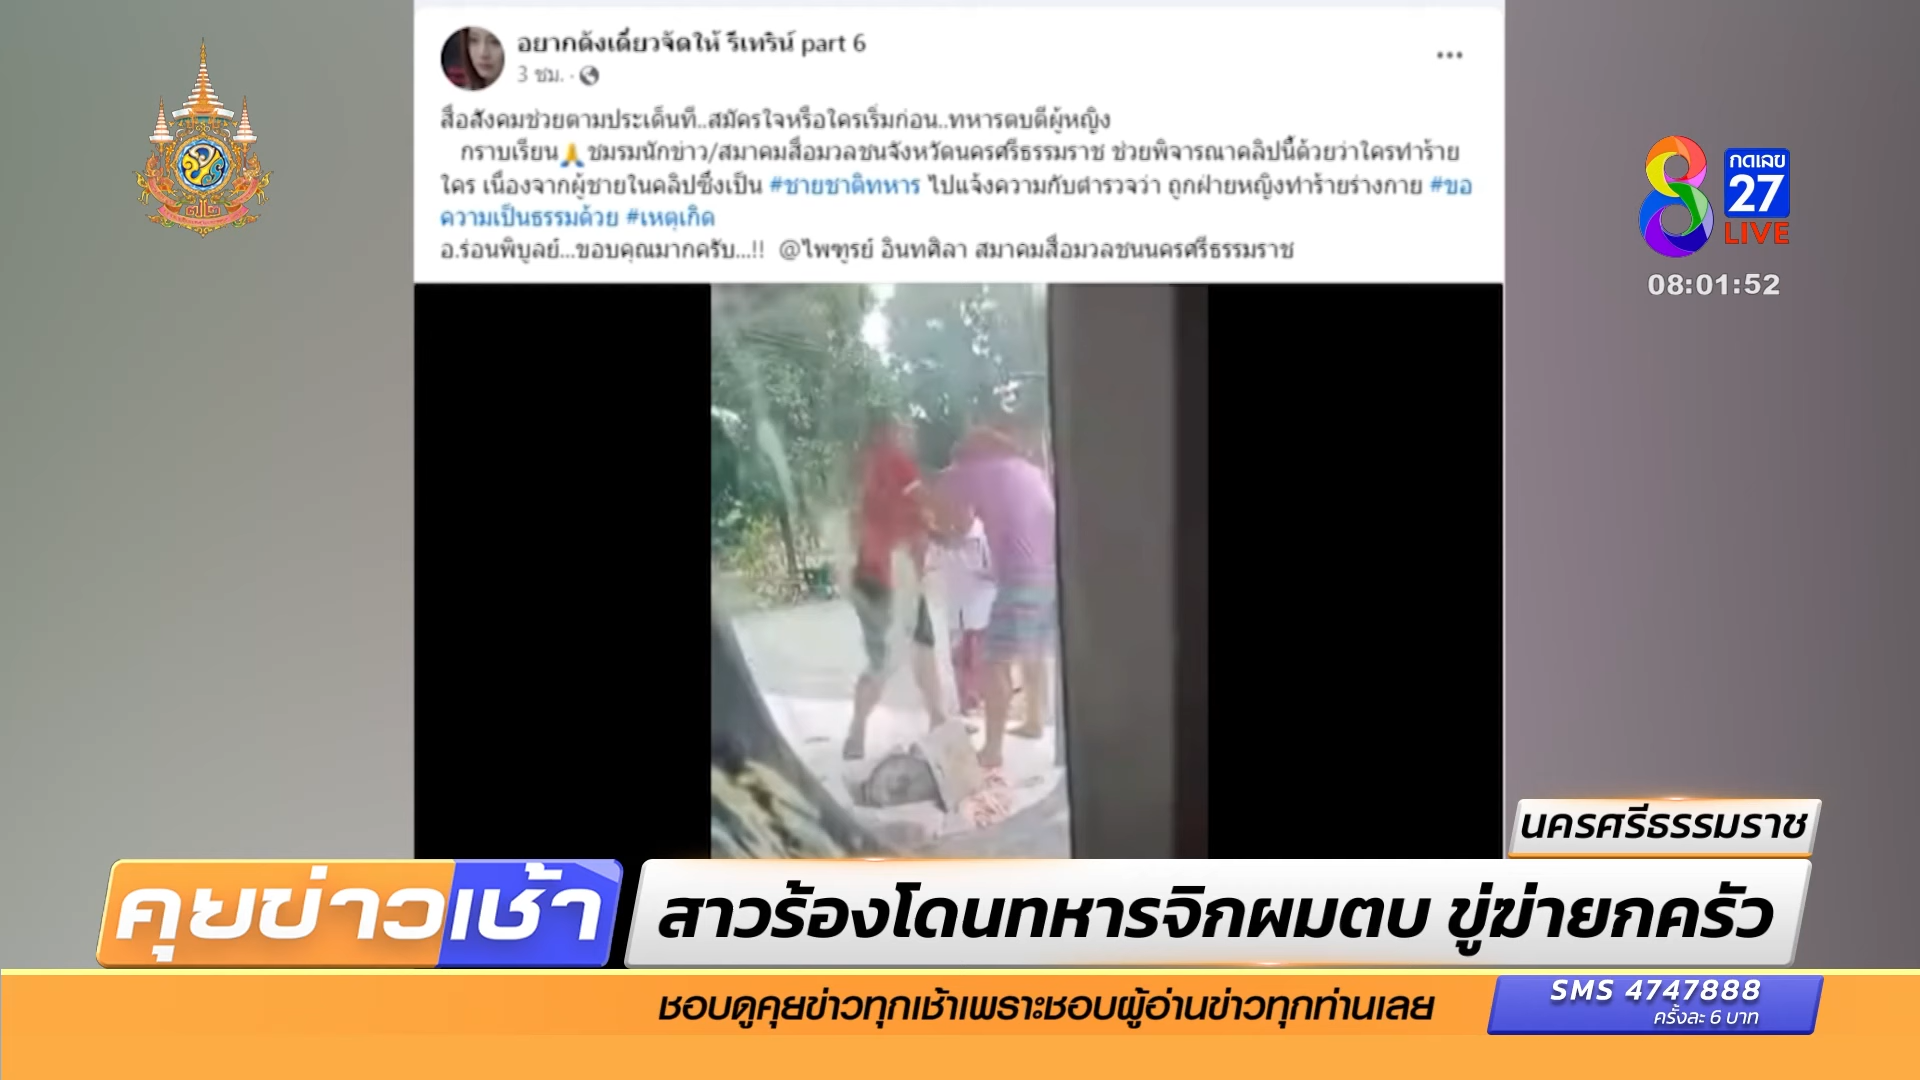 อยากดังเดี๋ยวจัดให้ รีเทิร์น part 6
3 ชม.
สื่อสังคมช่วยตามประเด็นที..สมัครใจหรือใครเริ่มก่อน..ทหารตบตีผู้หญิง
กราบเรียน🙏ชมรมนักข่าว/สมาคมสื่อมวลชนจังหวัดนครศรีธรรมราช ช่วยพิจารณาคลิปนี้ด้วยว่าใครทำร้าย
ใคร เนื่องจากผู้ชายในคลิปซึ่งเป็น #ชายชาติทหาร ไปแจ้งความกับตำรวจว่า ถูกฝ่ายหญิงทำร้ายร่างกาย #ขอ
ความเป็นธรรมด้วย #เหตุเกิด
อ.ร่อนพิบูลย์...ขอบคุณมากครับ...!! @ไพฑูรย์ อินทศิลา สมาคมสื่อมวลชนนครศรีธรรมราช
กดเลข
27
LIVE
08:01:52
นครศรีธรรมราช
คุยข่าวเช้า
สาวร้องโดนทหารจิกผมตบ ขู่ฆ่ายกครัว
ชอบดูคุยข่าวทุกเช้าเพราะชอบผู้อ่านข่าวทุกท่านเลย
SMS 4747888
ครั้งละ 6 บาท